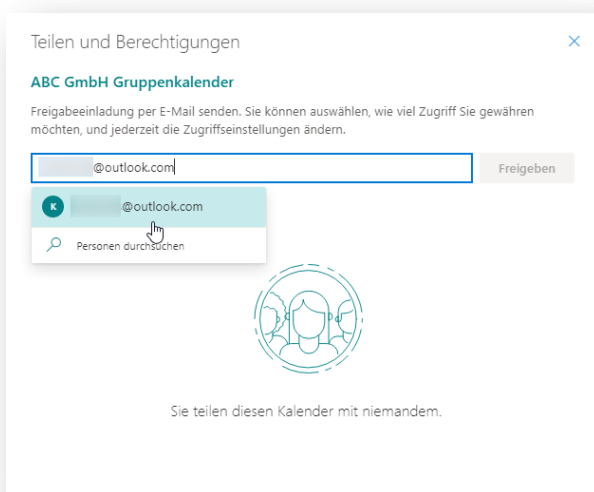 Teilen und Berechtigungen
ABC GmbH Gruppenkalender
Freigabeeinladung per E-Mail senden. Sie können auswählen, wie viel Zugriff Sie gewähren
möchten, und jederzeit die Zugriffseinstellungen ändern.
@outlook.com
Freigeben
K
@outlook.com
Personen durchsuchen
Sie teilen diesen Kalender mit niemandem.